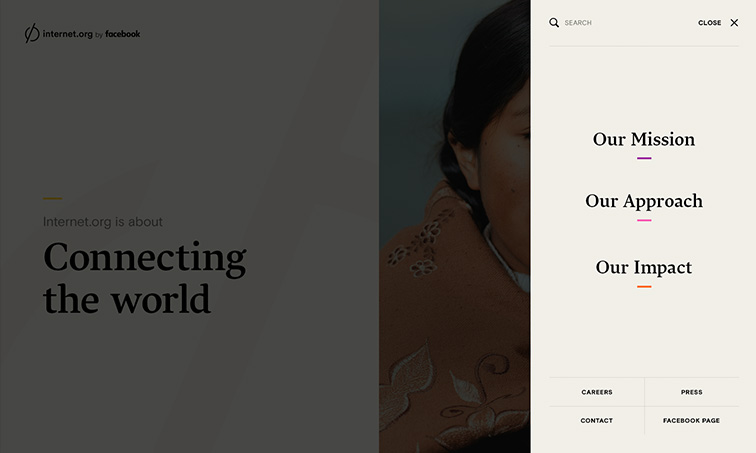 internet.org by facebook
SEARCH
CLOSE
Internet.org is about
Connecting
the world
Our Mission
Our Approach
Our Impact
CAREERS
PRESS
CONTACT
FACEBOOK PAGE